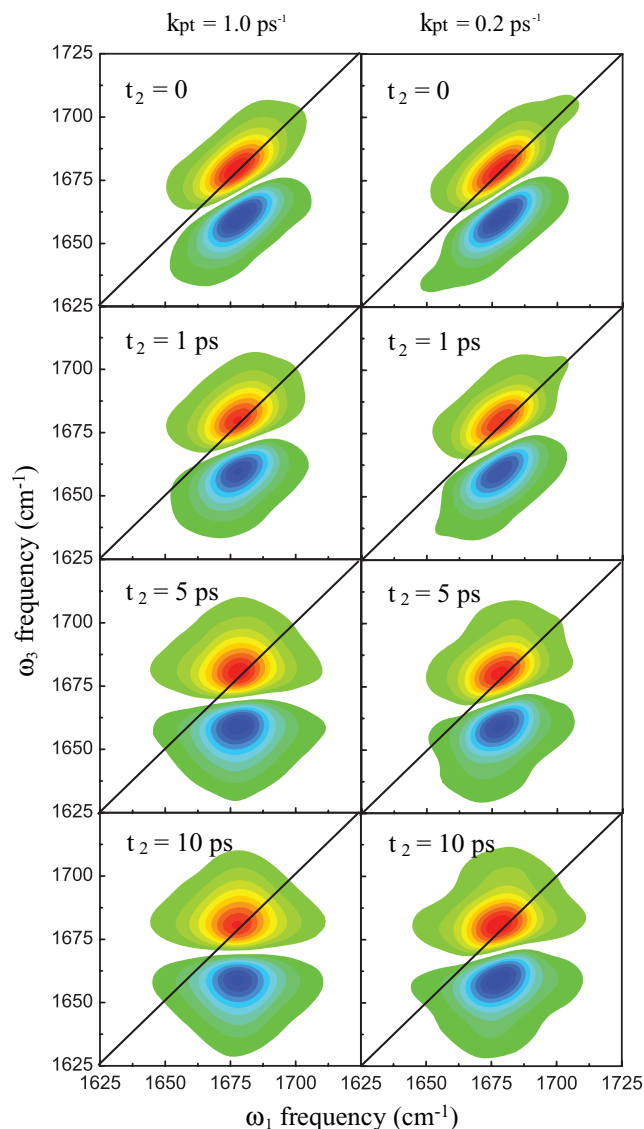 kpt = 1.0 ps⁻¹ kpt = 0.2 ps⁻¹
1725
t₂ = 0 t₂ = 0
1700
1675
1650
1625
t₂ = 1 ps t₂ = 1 ps
1700
1675
1650
1625
t₂ = 5 ps t₂ = 5 ps
1700
1675
1650
1625
t₂ = 10 ps t₂ = 10 ps
1700
1675
1650
1625
1625 1650 1675 1700 1625 1650 1675 1700 1725
ω₃ frequency (cm⁻¹)
ω₁ frequency (cm⁻¹)